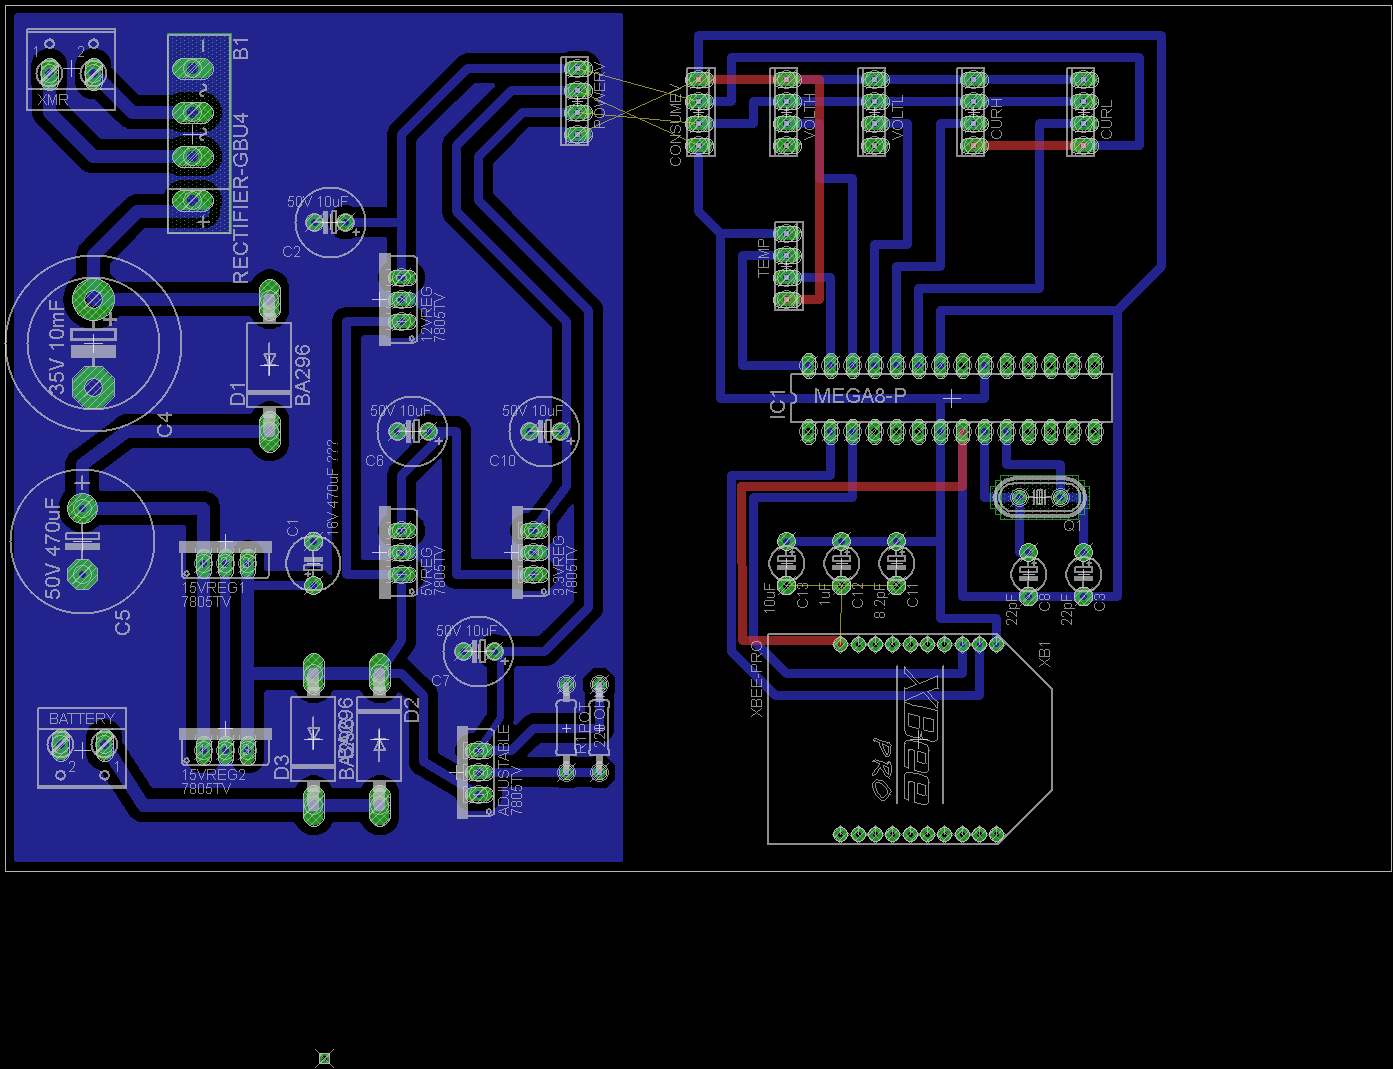 1 2
XMR
B1
RECTIFIER-GBU4
POWERV
CONSUMEV
VOLTH
VOLTL
CURH
CURL
50V 10uF
C2
TEMP
35V 10mF
C4
D1
BA296
12VREG
7805TV
IC1
MEGA8-P
50V 10uF
C6
50V 10uF
C10
16V 470uF ???
C1
50V 470uF
C5
15VREG1
7805TV
5VREG
7805TV
3.3VREG
7805TV
Q1
10uF
C13
1uF
C12
8.2pF
C11
22pF
C8
22pF
C3
50V 10uF
C7
XBEE-PRO
XB1
XBee
PRO
BATTERY
2 1
15VREG2
7805TV
D3
BA296
D2
ADJUSTABLE
7805TV
R1 POT